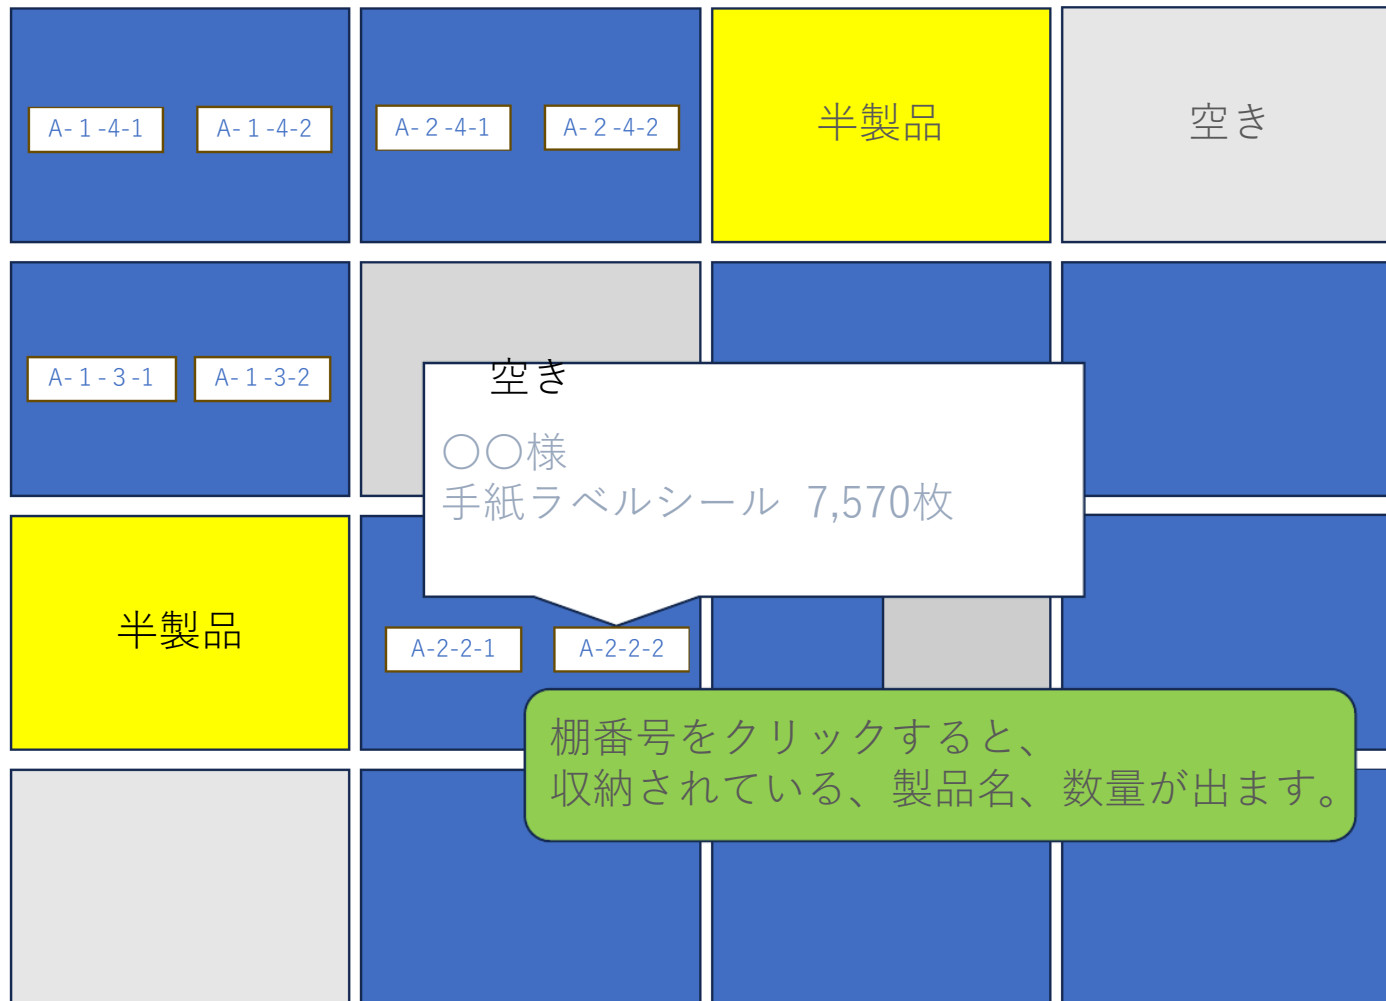 A-1-4-1
A-1-4-2
A-2-4-1
A-2-4-2
半製品
空き
A-1-3-1
A-1-3-2
空き
〇〇様
手紙ラベルシール 7,570枚
半製品
A-2-2-1
A-2-2-2
棚番号をクリックすると、
収納されている、製品名、数量が出ます。